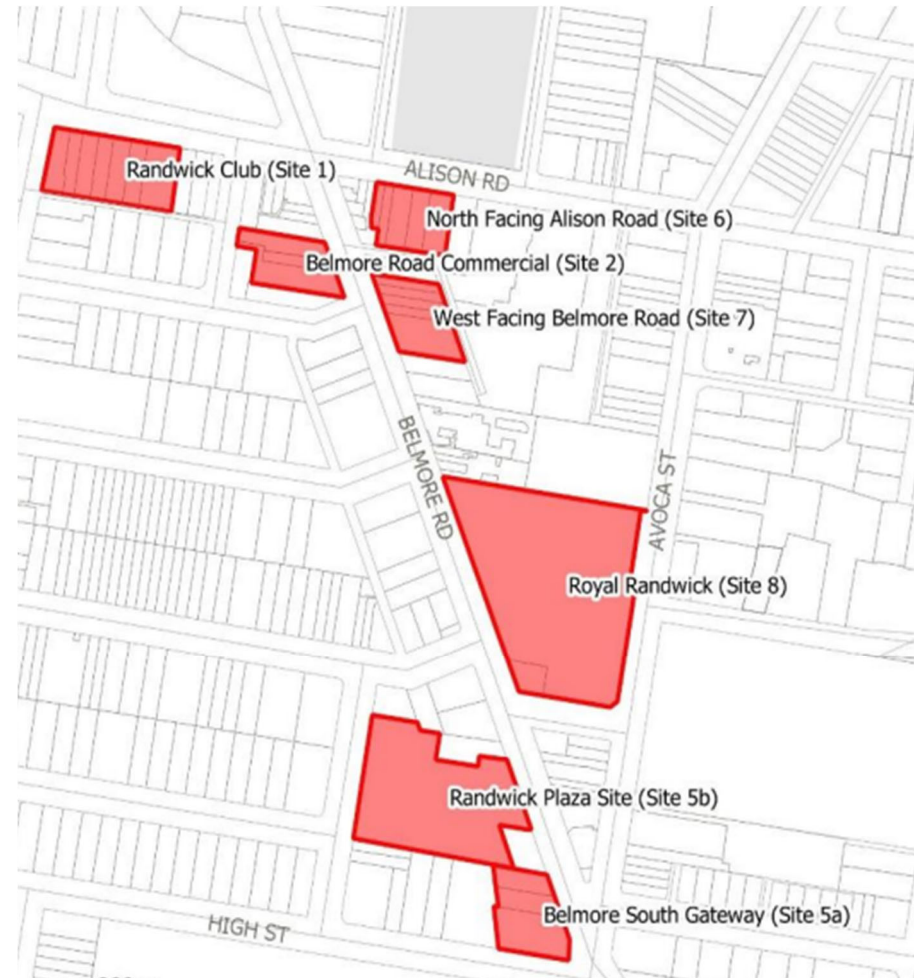 ALISON RD
Randwick Club (Site 1)
North Facing Alison Road (Site 6)
Belmore Road Commercial (Site 2)
West Facing Belmore Road (Site 7)
BELMORE RD
AVOCA ST
Royal Randwick (Site 8)
Randwick Plaza Site (Site 5b)
Belmore South Gateway (Site 5a)
HIGH ST